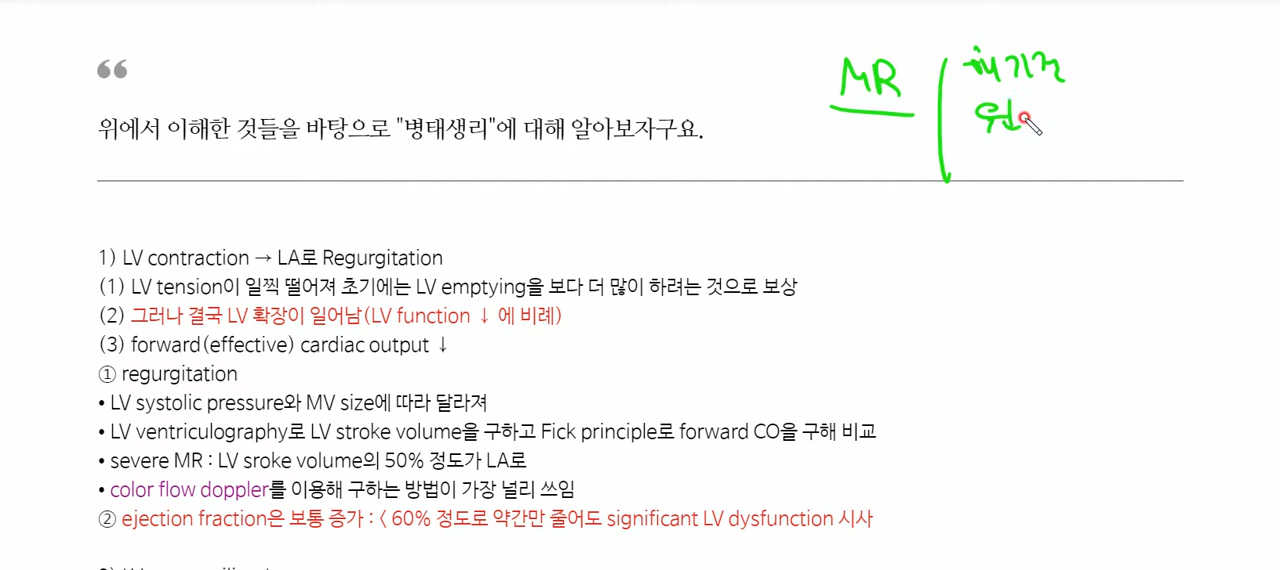 MR
해기전
원
위에서 이해한 것들을 바탕으로 "병태생리"에 대해 알아보자구요.
1) LV contraction → LA로 Regurgitation
(1) LV tension이 일찍 떨어져 초기에는 LV emptying을 보다 더 많이 하려는 것으로 보상
(2) 그러나 결국 LV 확장이 일어남(LV function ↓ 에 비례)
(3) forward(effective) cardiac output ↓
① regurgitation
• LV systolic pressure와 MV size에 따라 달라져
• LV ventriculography로 LV stroke volume을 구하고 Fick principle로 forward CO을 구해 비교
• severe MR : LV sroke volume의 50% 정도가 LA로
• color flow doppler를 이용해 구하는 방법이 가장 널리 쓰임
② ejection fraction은 보통 증가 : < 60% 정도로 약간만 줄어도 significant LV dysfunction 시사